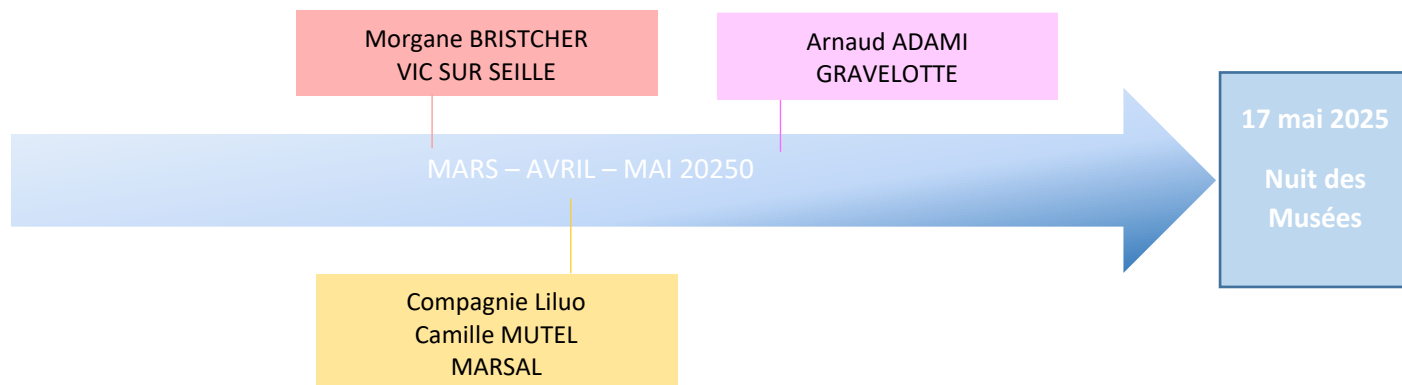 Morgane BRISTCHER
VIC SUR SEILLE
Arnaud ADAMI
GRAVELOTTE
MARS – AVRIL – MAI 20250
17 mai 2025
Nuit des
Musées
Compagnie Liluo
Camille MUTEL
MARSAL